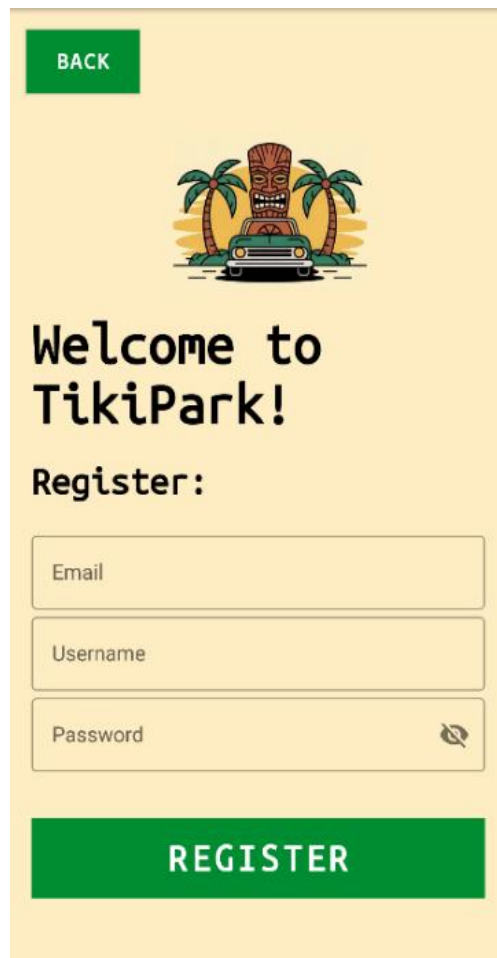 BACK
Welcome to
TikiPark!
Register:
Email
Username
Password
REGISTER